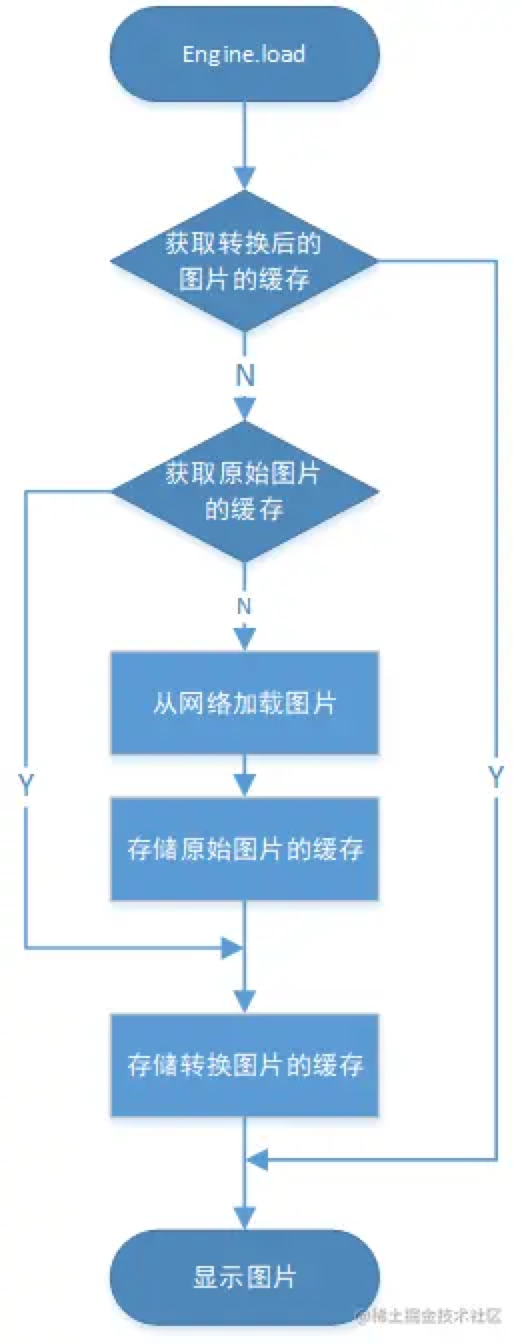 Engine.load
获取转换后的
图片的缓存
N
获取原始图片
的缓存
N
从网络加载图片
Y
Y
存储原始图片的缓存
存储转换图片的缓存
显示图片
@稀土掘金技术社区